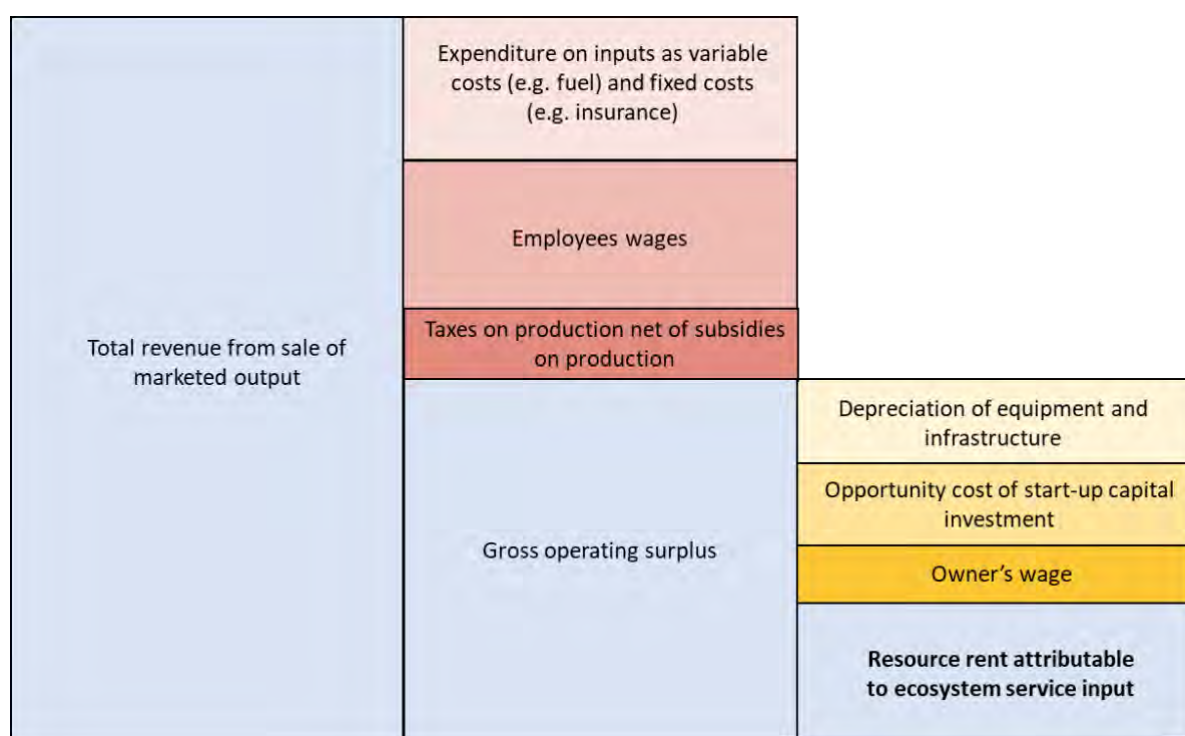 Total revenue from sale of
marketed output
Expenditure on inputs as variable
costs (e.g. fuel) and fixed costs
(e.g. insurance)
Employees wages
Taxes on production net of subsidies
on production
Gross operating surplus
Depreciation of equipment and
infrastructure
Opportunity cost of start-up capital
investment
Owner’s wage
Resource rent attributable
to ecosystem service input